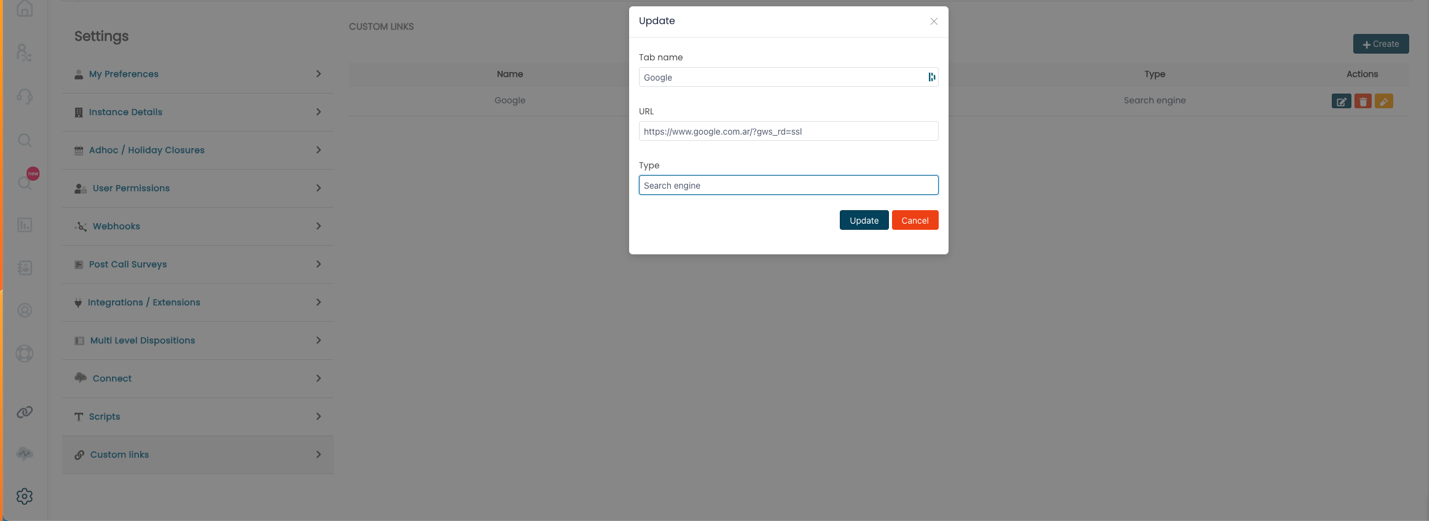 Settings
My Preferences
Instance Details
Adhoc / Holiday Closures
User Permissions
Webhooks
Post Call Surveys
Integrations / Extensions
Multi Level Dispositions
Connect
Scripts
Custom links
new
CUSTOM LINKS
Create
Name Type Actions
Google Search engine
Update
Tab name
Google
URL
https://www.google.com.ar/?gws_rd=ssl
Type
Search engine
Update Cancel